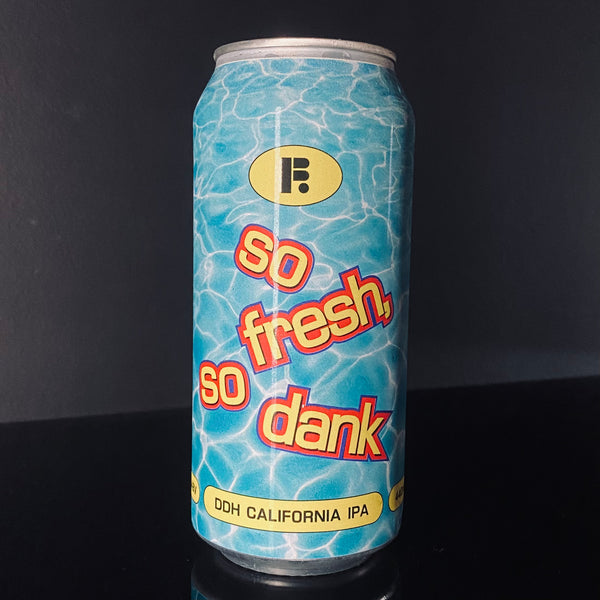 F.
so
fresh,
so
dank
DDH CALIFORNIA IPA